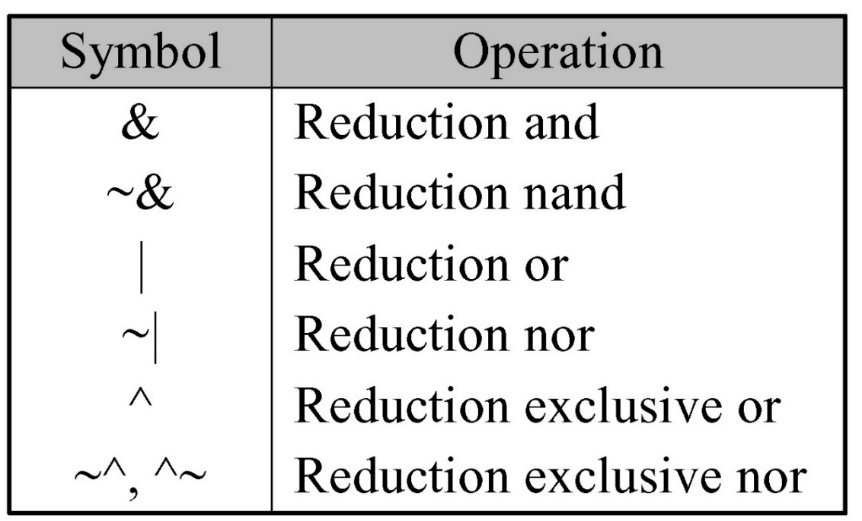 Symbol Operation
& Reduction and
~& Reduction nand
| Reduction or
~| Reduction nor
^ Reduction exclusive or
~^, ^~ Reduction exclusive nor